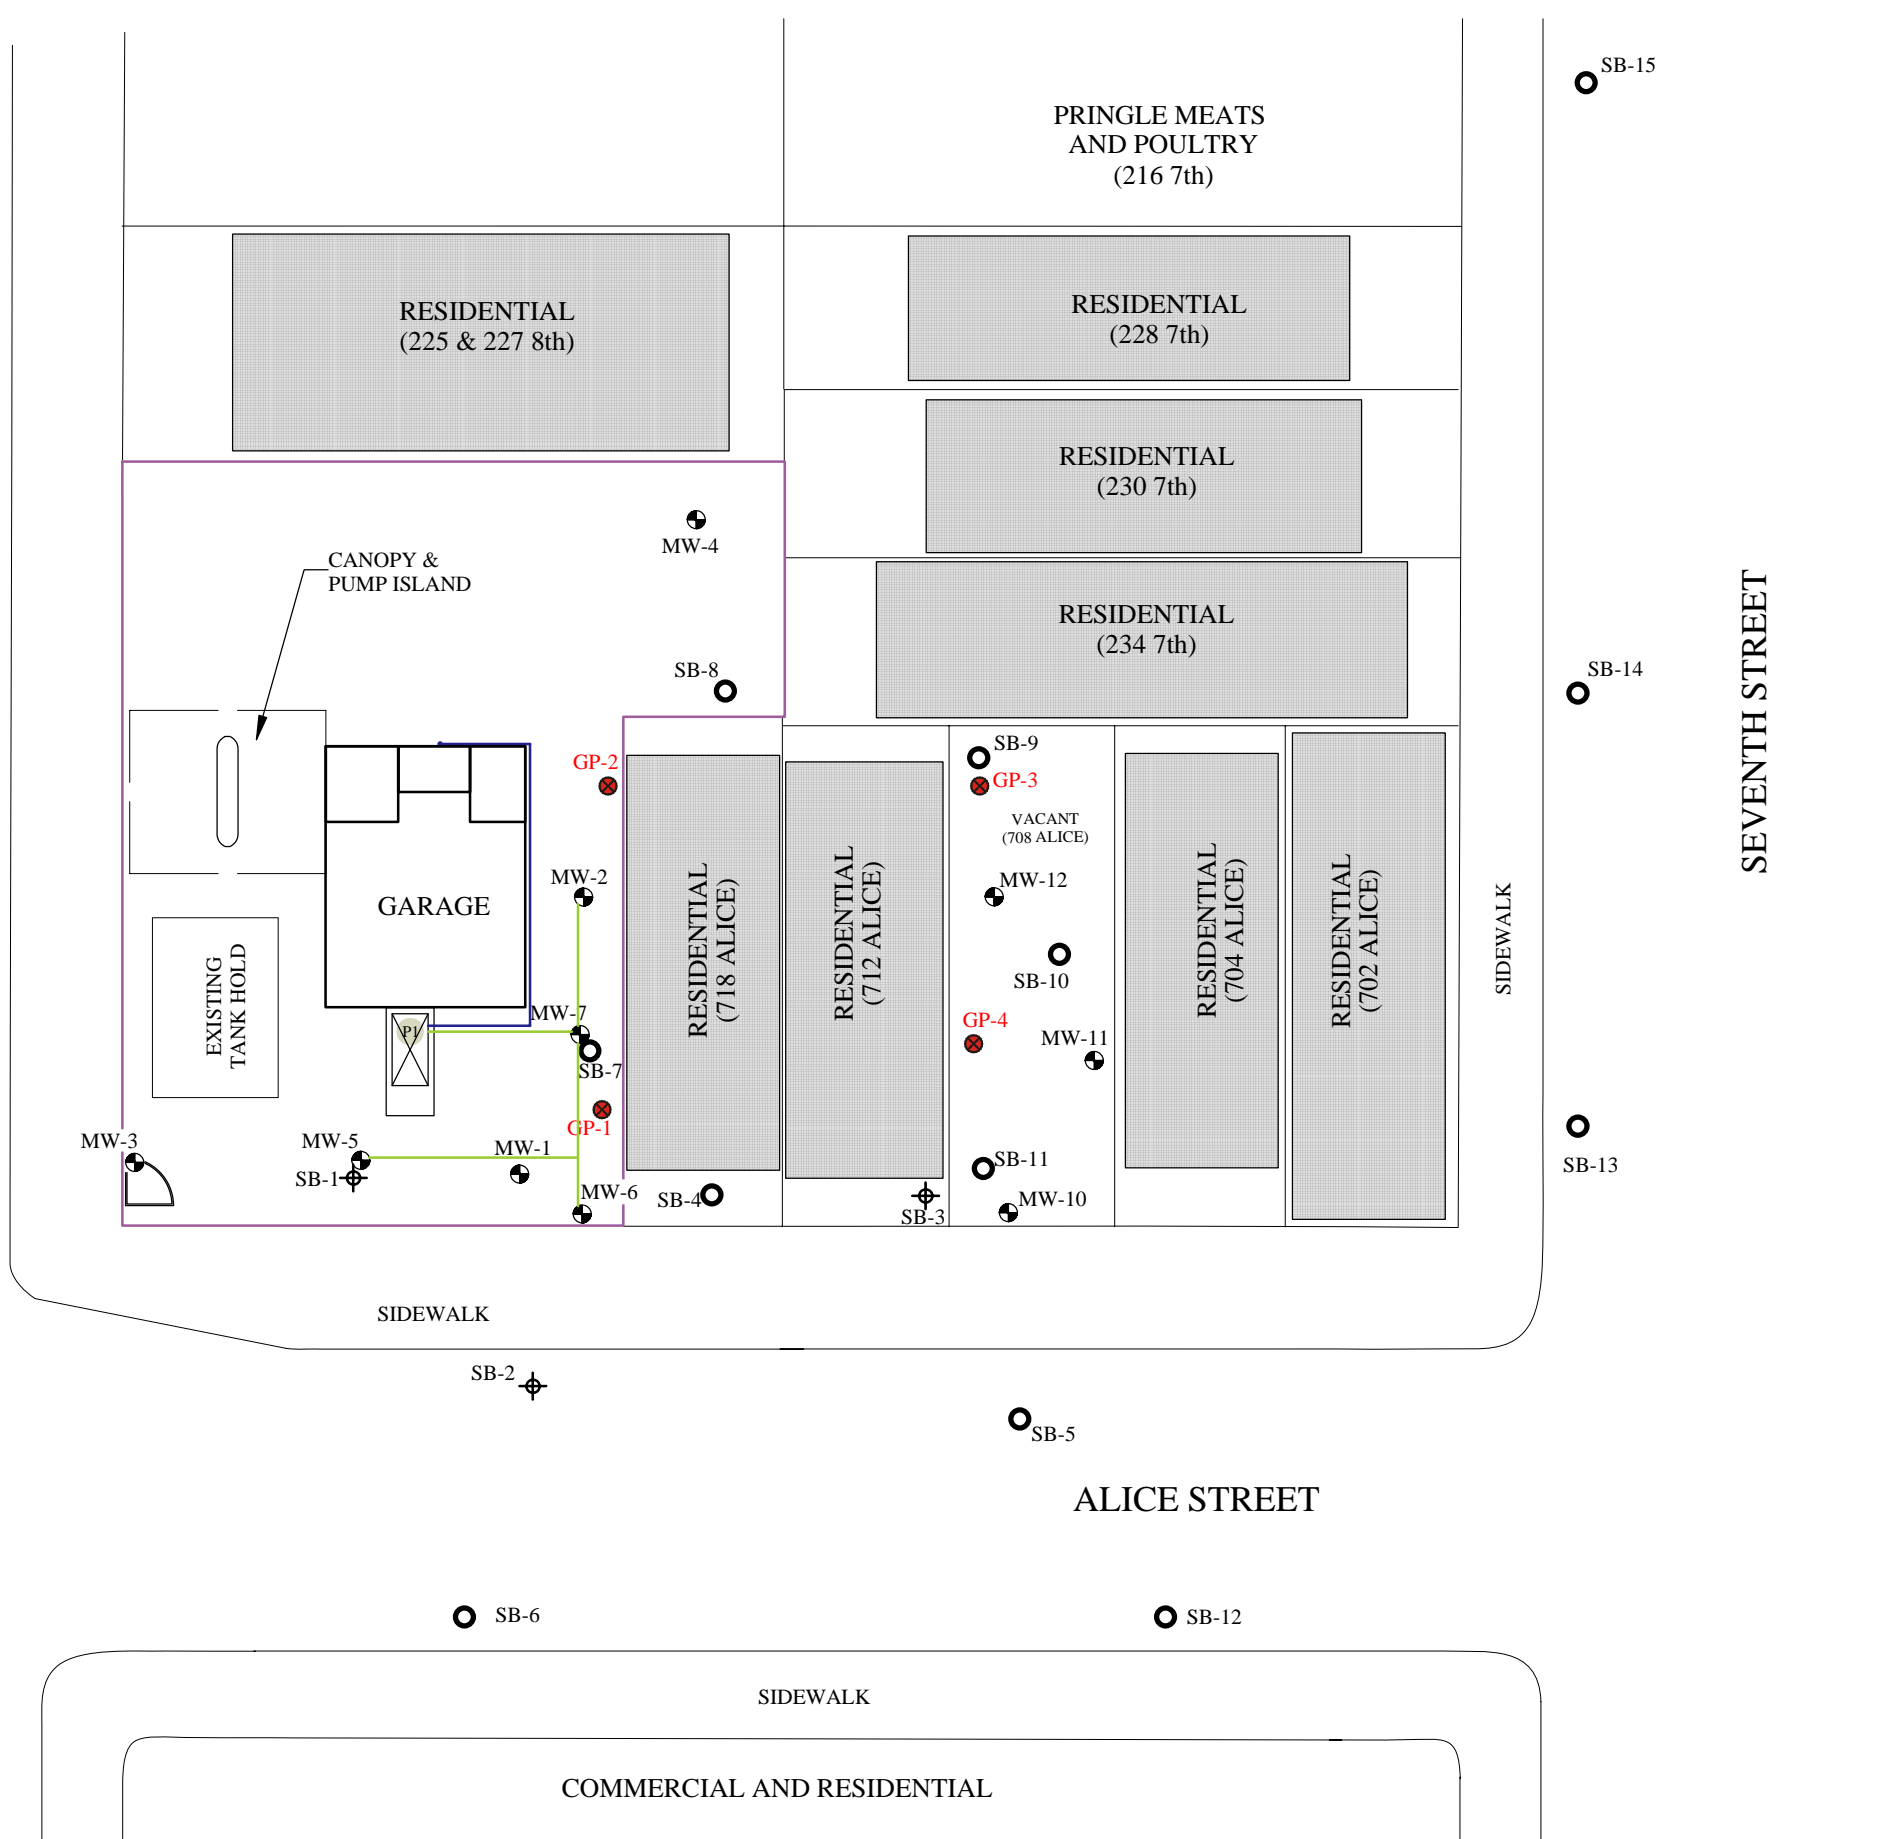 SB-15
PRINGLE MEATS
AND POULTRY
(216 7th)
RESIDENTIAL
(225 & 227 8th)
RESIDENTIAL
(228 7th)
RESIDENTIAL
(230 7th)
MW-4
CANOPY &
PUMP ISLAND
RESIDENTIAL
(234 7th)
SB-8
SB-14
SEVENTH STREET
SB-9
GP-2
GP-3
VACANT
(708 ALICE)
MW-2
MW-12
GARAGE
RESIDENTIAL
(718 ALICE)
RESIDENTIAL
(712 ALICE)
RESIDENTIAL
(704 ALICE)
RESIDENTIAL
(702 ALICE)
SIDEWALK
SB-10
EXISTING
TANK HOLD
MW-7
P1
GP-4
MW-11
SB-7
GP-1
MW-3
MW-5
MW-1
SB-1
SB-11
SB-13
MW-6
SB-4
SB-3
MW-10
SIDEWALK
SB-2
SB-5
ALICE STREET
SB-6
SB-12
SIDEWALK
COMMERCIAL AND RESIDENTIAL